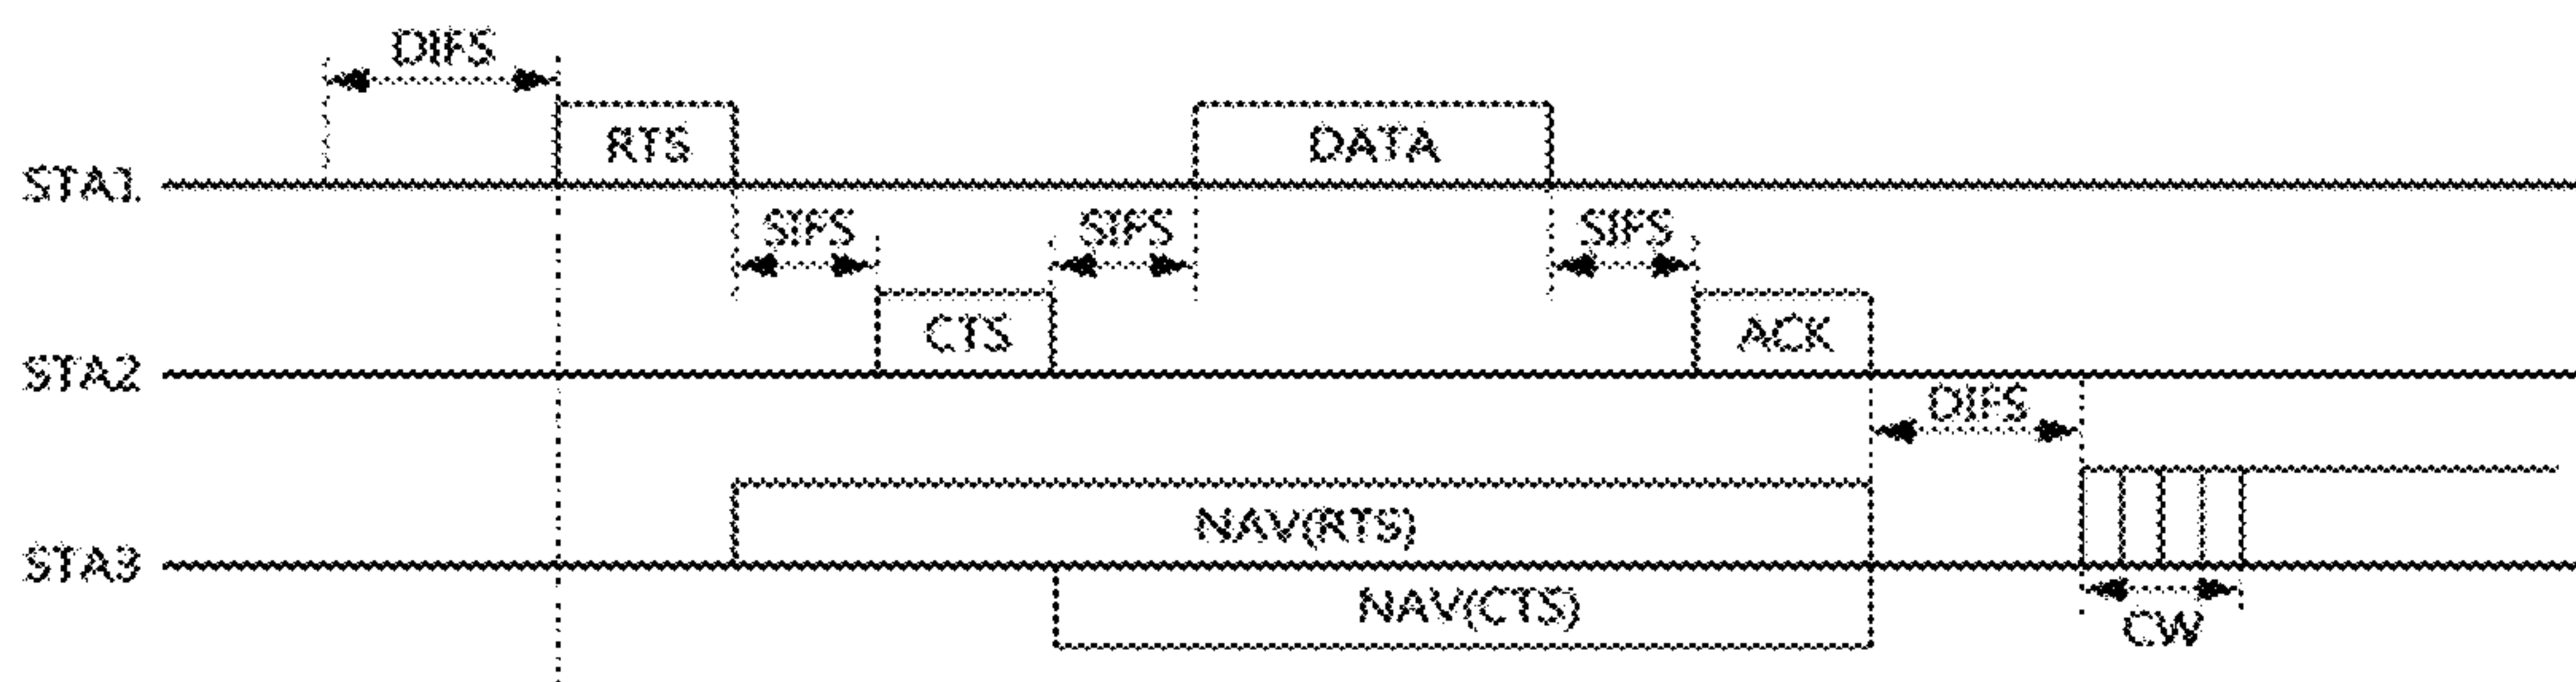 DIFS
RTS
DATA
STA1
SIFS
SIFS
SIFS
CTS
ACK
STA2
DIFS
NAV(RTS)
STA3
NAV(CTS)
CW